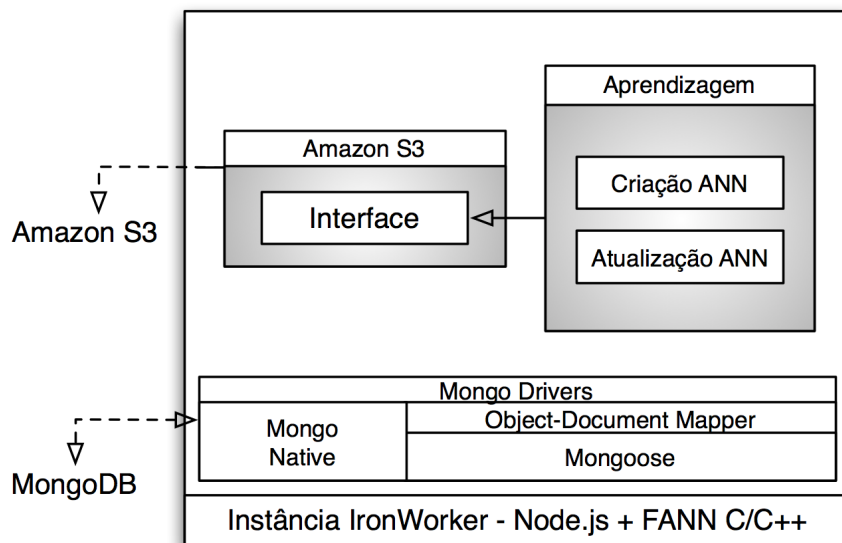 Aprendizagem
Criação ANN
Atualização ANN
Amazon S3
Interface
Amazon S3
Mongo Drivers
Mongo
Native
Object-Document Mapper
Mongoose
MongoDB
Instância IronWorker - Node.js + FANN C/C++